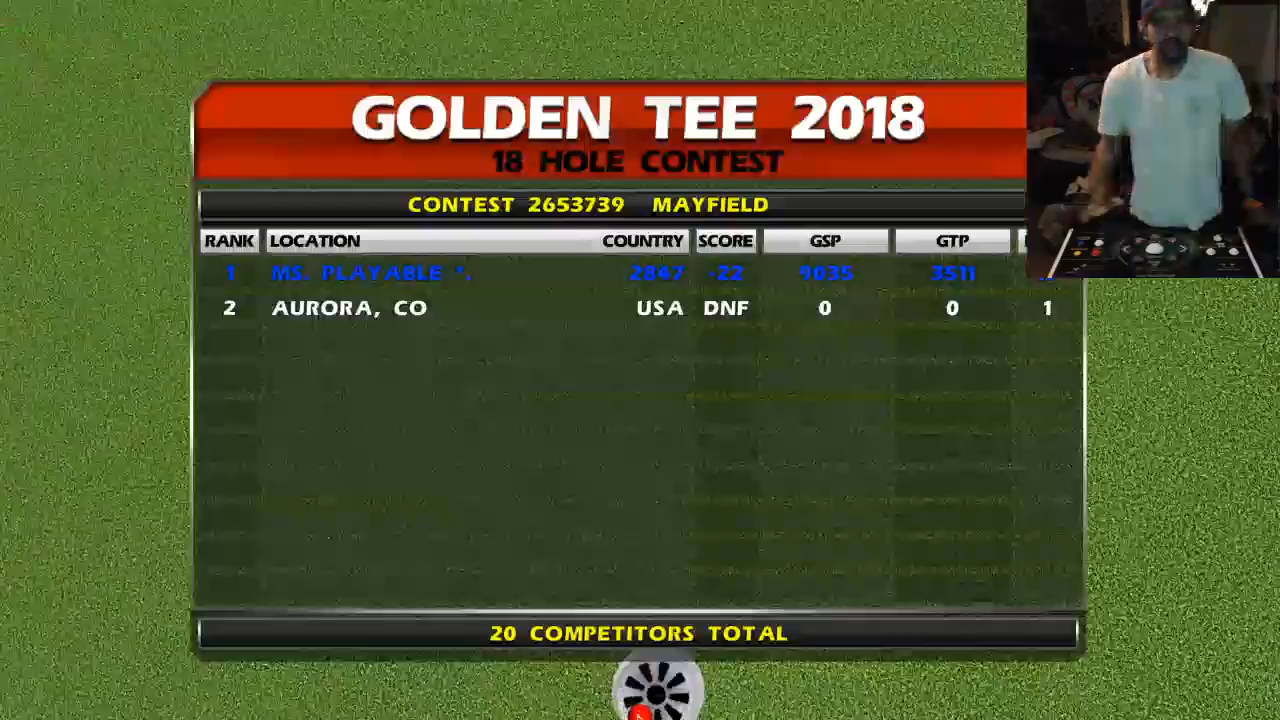 GOLDEN TEE 2018
18 HOLE CONTEST
CONTEST 2653739 MAYFIELD
RANK LOCATION COUNTRY SCORE GSP GTP
1 MS. PLAYABLE *. 2847 -22 9035 3511
2 AURORA, CO USA DNF 0 0 1
20 COMPETITORS TOTAL